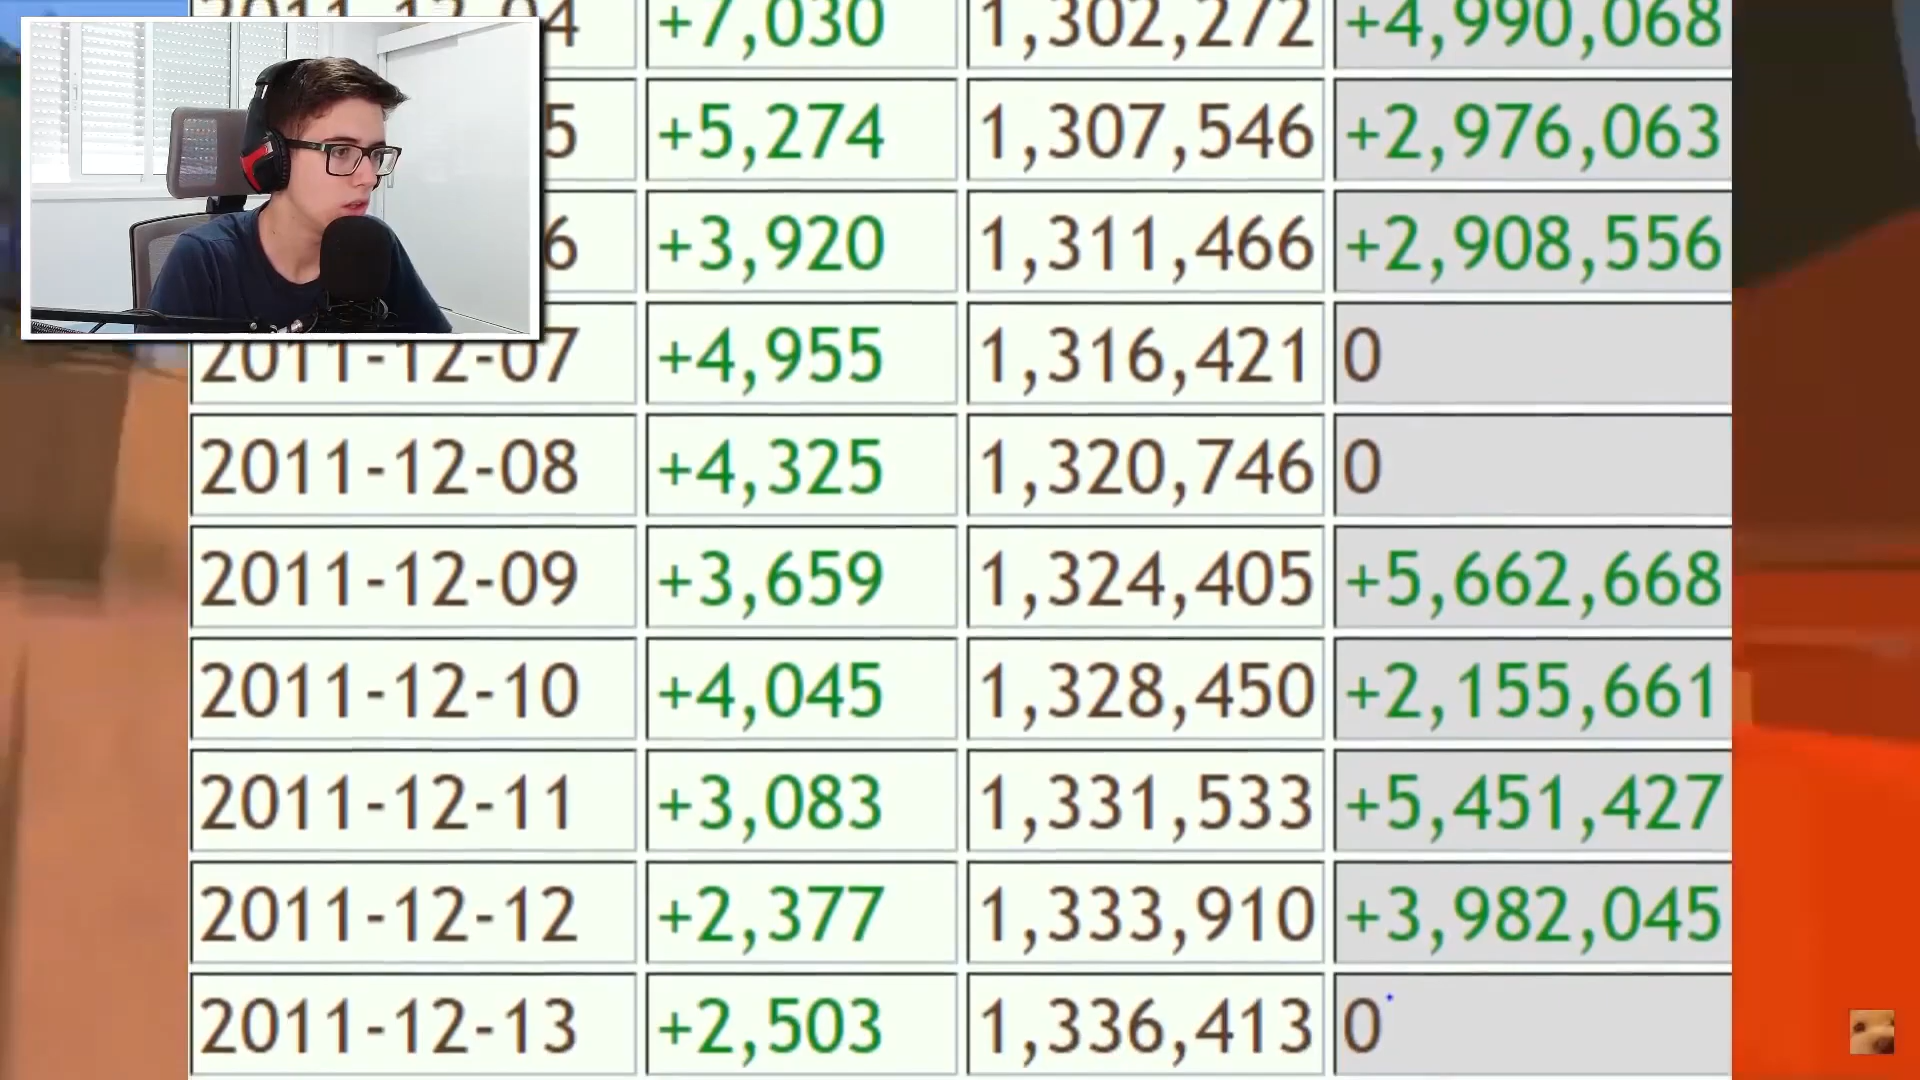 2011-12-04 +7,030 1,302,272 +4,990,068
5 +5,274 1,307,546 +2,976,063
6 +3,920 1,311,466 +2,908,556
2011-12-07 +4,955 1,316,421 0
2011-12-08 +4,325 1,320,746 0
2011-12-09 +3,659 1,324,405 +5,662,668
2011-12-10 +4,045 1,328,450 +2,155,661
2011-12-11 +3,083 1,331,533 +5,451,427
2011-12-12 +2,377 1,333,910 +3,982,045
2011-12-13 +2,503 1,336,413 0*